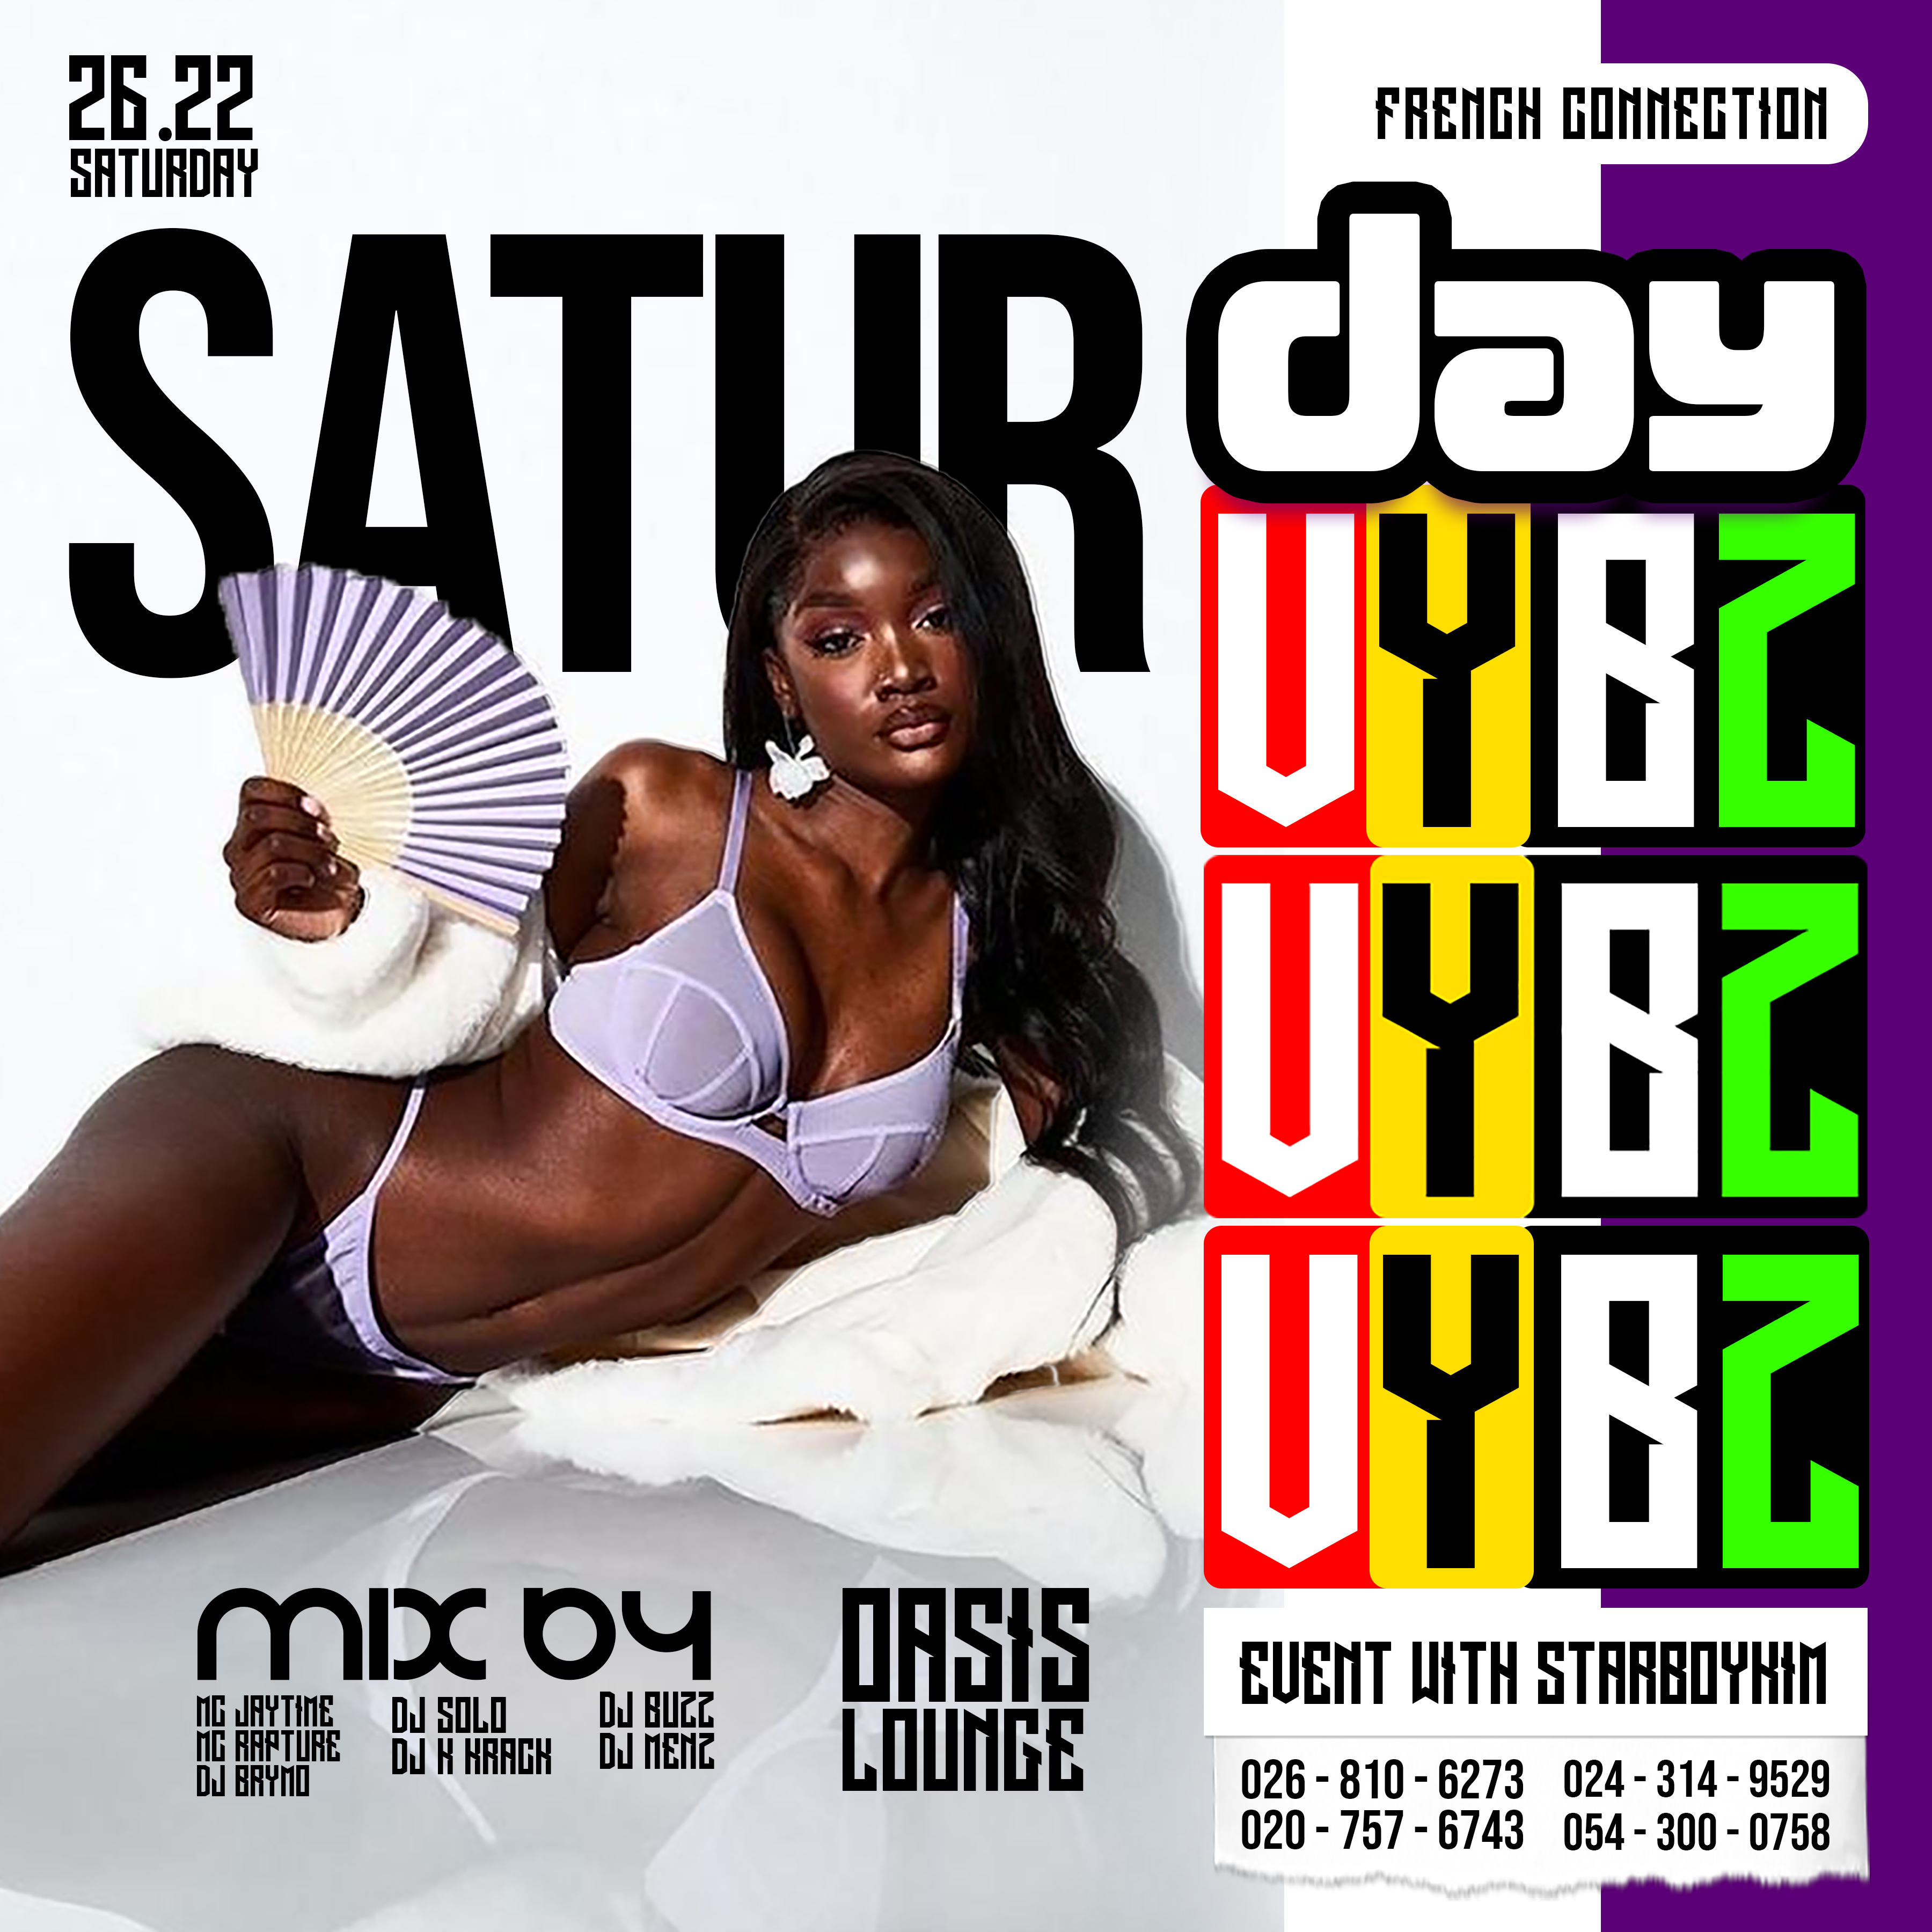 26.22
SATURDAY
FRENCH CONNECTION
SATUR day
VYBZ
VYBZ
VYBZ
mix by
MC JAYTIME
MC RAPTURE
DJ BRYMO
DJ SOLO
DJ K KRACK
DJ BUZZ
DJ MENZ
OASIS
LOUNGE
EVENT WITH STARBOYKIM
026 - 810 - 6273 024 - 314 - 9529
020 - 757 - 6743 054 - 300 - 0758